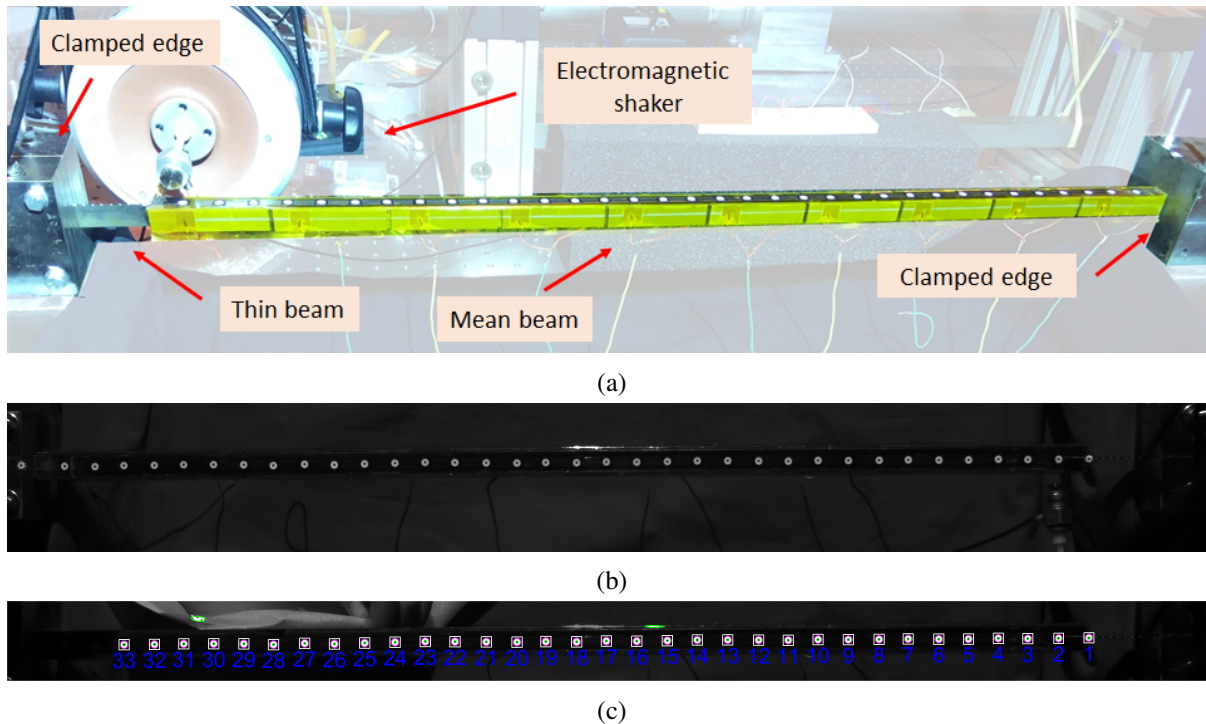 Clamped edge
Electromagnetic
shaker
Thin beam
Mean beam
Clamped edge
(a)
(b)
33 32 31 30 29 28 27 26 25 24 23 22 21 20 19 18 17 16 15 14 13 12 11 10 9 8 7 6 5 4 3 2 1
(c)